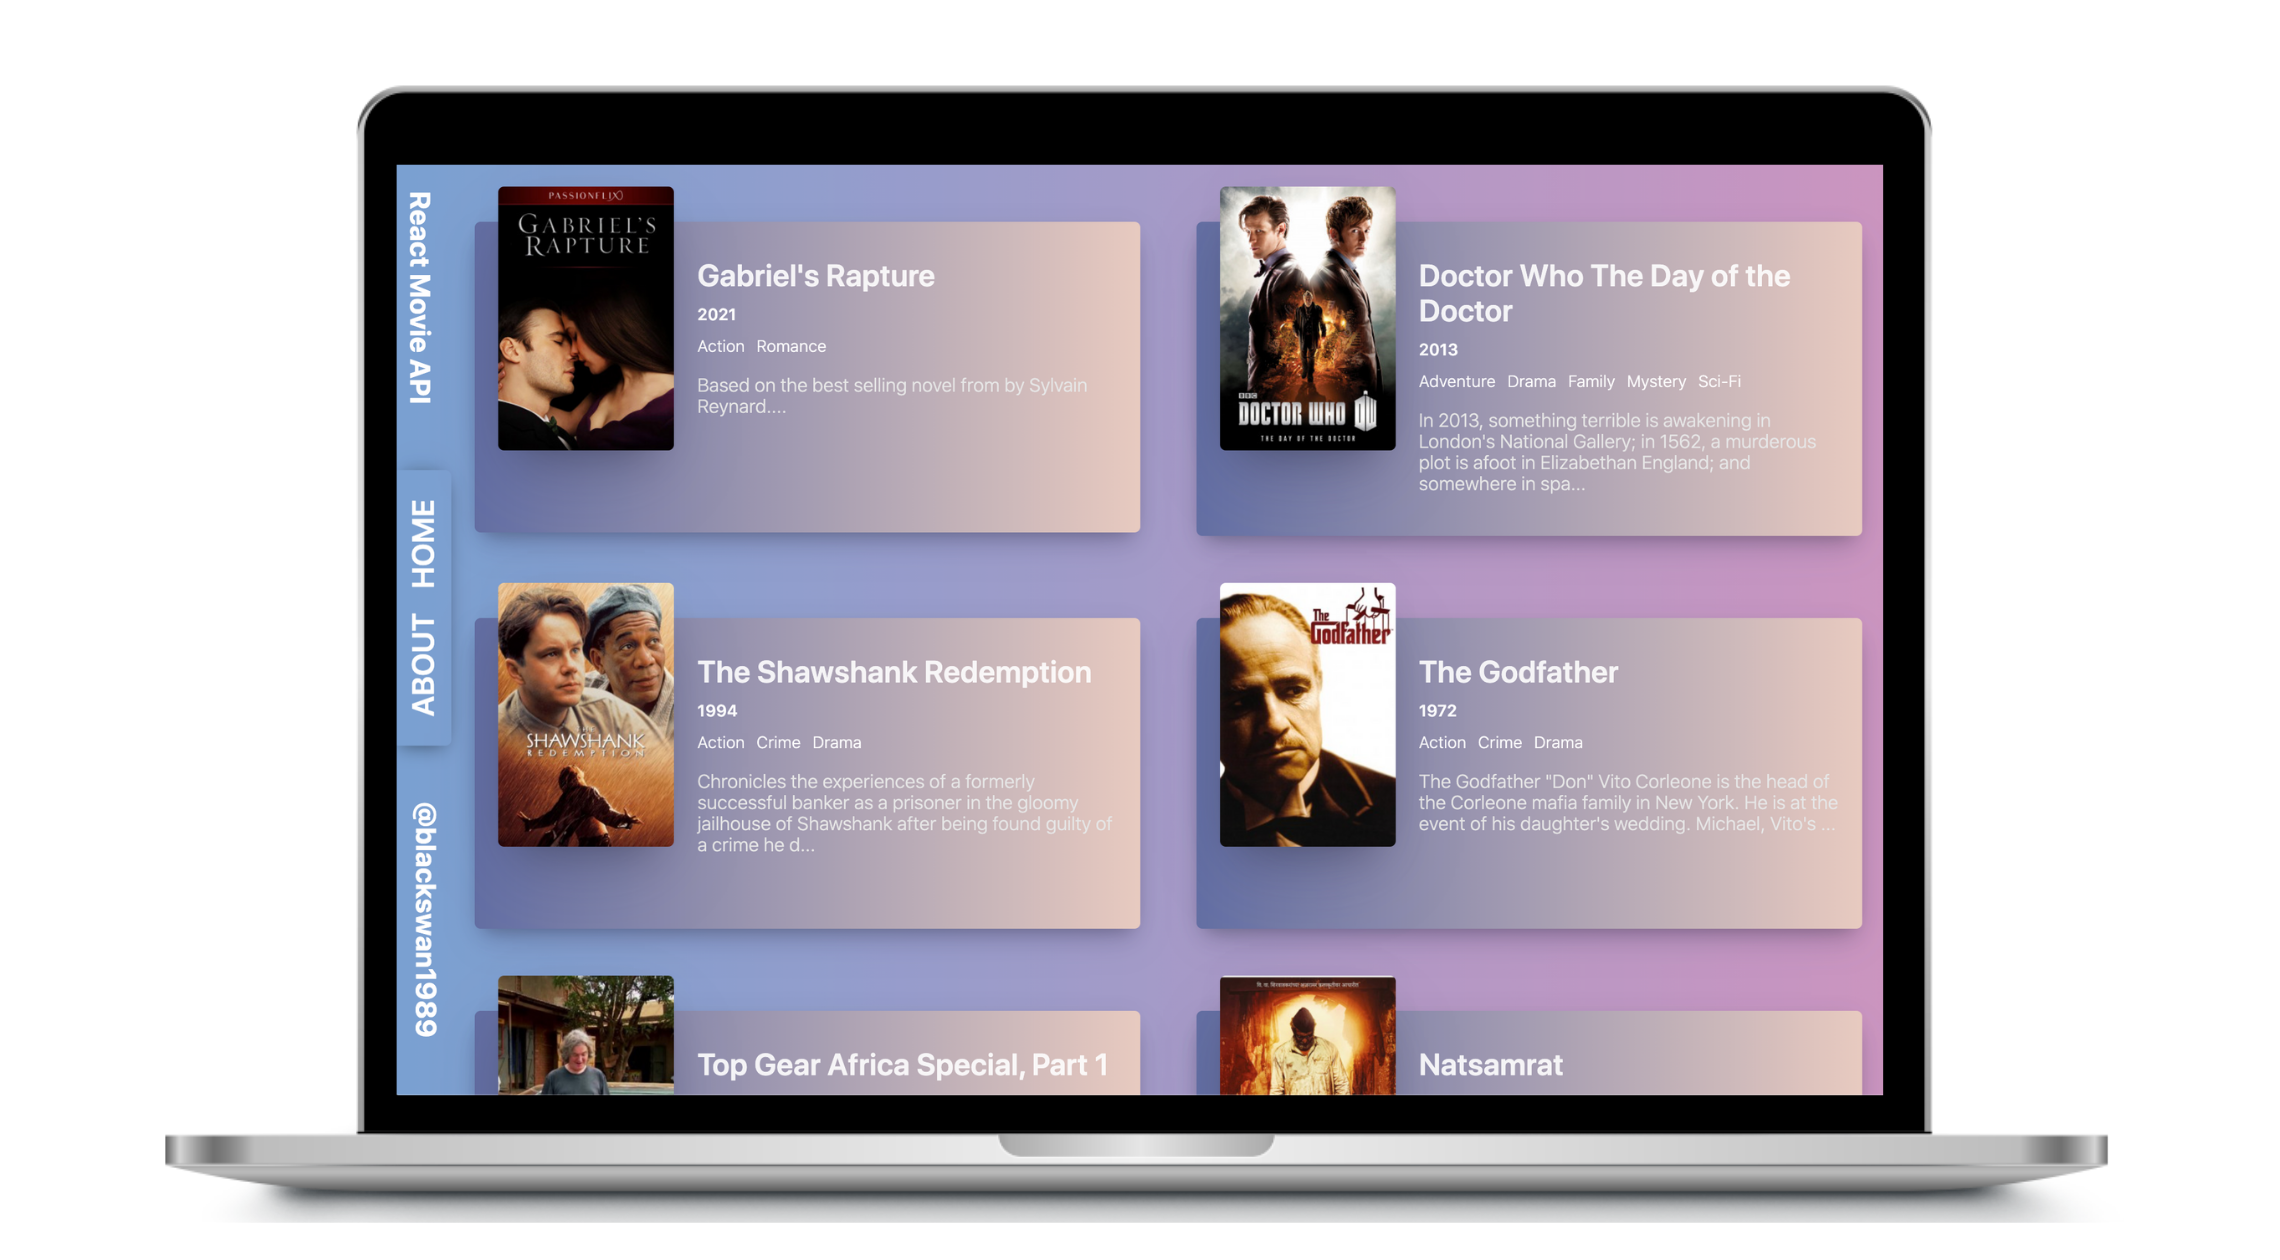 React Movie API
HOME
ABOUT
@blackswan1989
PASSIONFLIX
GABRIEL'S
RAPTURE
Gabriel's Rapture
2021
Action Romance
Based on the best selling novel from by Sylvain
Reynard....
BBC
DOCTOR WHO DW
THE DAY OF THE DOCTOR
Doctor Who The Day of the
Doctor
2013
Adventure Drama Family Mystery Sci-Fi
In 2013, something terrible is awakening in
London's National Gallery; in 1562, a murderous
plot is afoot in Elizabethan England; and
somewhere in spa...
THE
SHAWSHANK
REDEMPTION
The Shawshank Redemption
1994
Action Crime Drama
Chronicles the experiences of a formerly
successful banker as a prisoner in the gloomy
jailhouse of Shawshank after being found guilty of
a crime he d...
The
Godfather
The Godfather
1972
Action Crime Drama
The Godfather "Don" Vito Corleone is the head of
the Corleone mafia family in New York. He is at the
event of his daughter's wedding. Michael, Vito's ...
Top Gear Africa Special, Part 1
Natsamrat